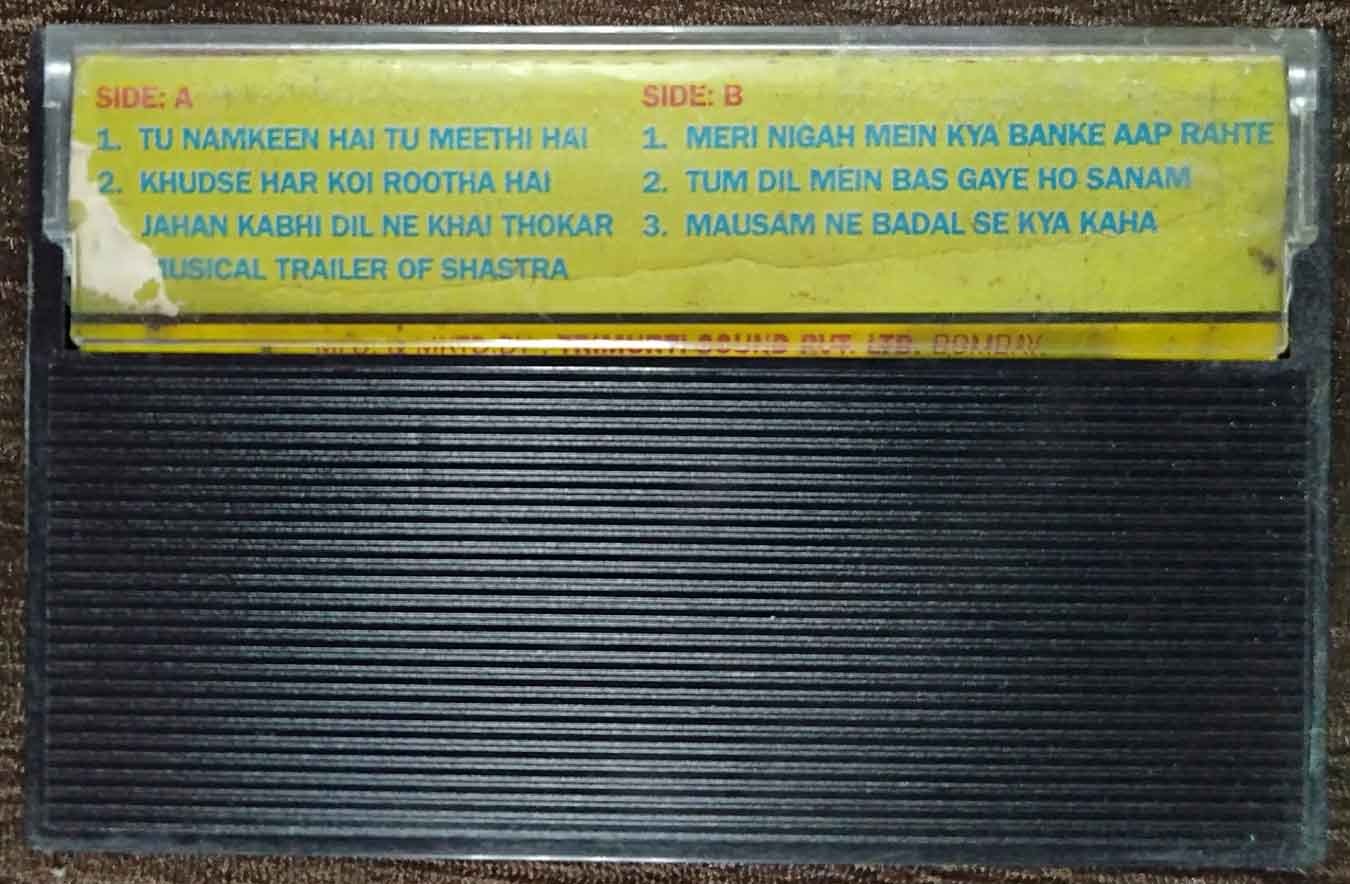 SIDE: A
1. TU NAMKEEN HAI TU MEETHI HAI
2. KHUDSE HAR KOI ROOTHA HAI
JAHAN KABHI DIL NE KHAI THOKAR
TRAILER OF SHASTRA
SIDE: B
1. MERI NIGAH MEIN KYA BANKE AAP RAHTE
2. TUM DIL MEIN BAS GAYE HO SANAM
3. MAUSAM NE BADAL SE KYA KAHA
TRIMURTI SOUND PVT. LTD. BOMBAY